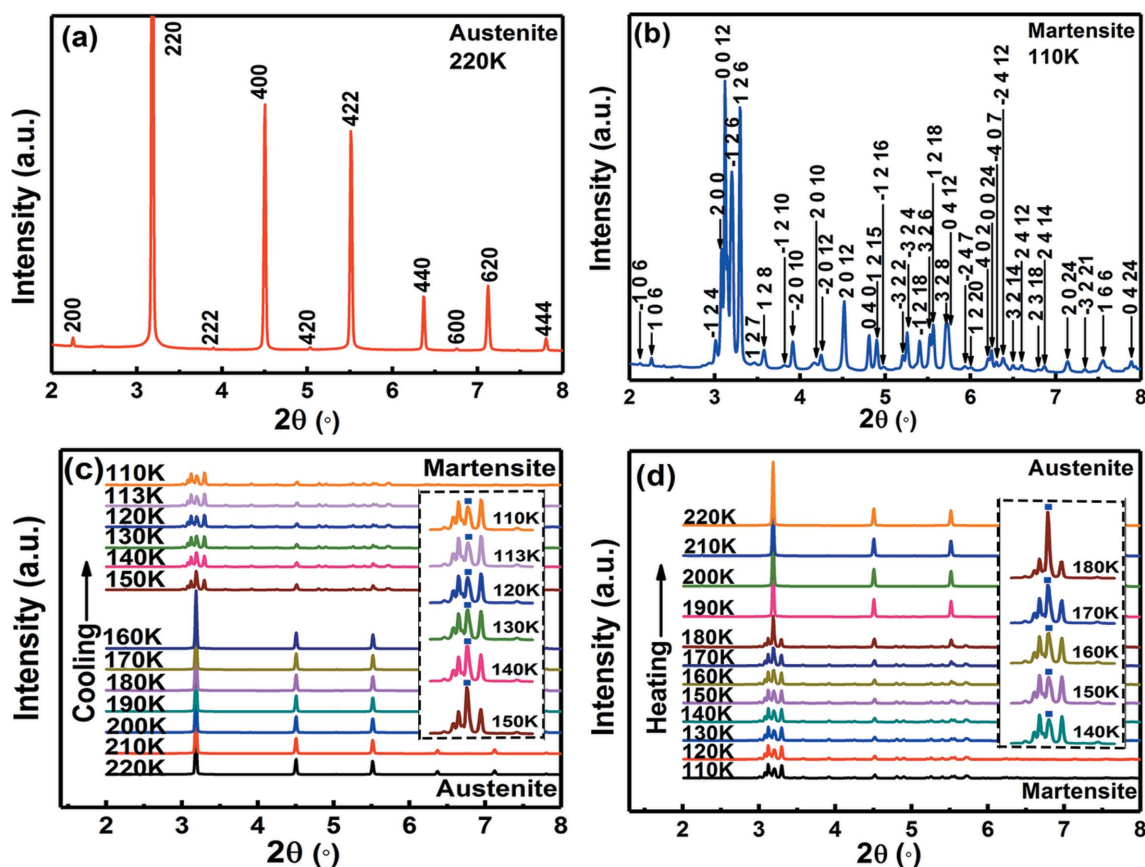 (a)
Austenite
220K
220
400
422
200
222
420
440
600
620
444
Intensity (a.u.)
2 3 4 5 6 7 8
2θ (◦)
(b)
Martensite
110K
-1 0 6
1 0 6
-1 2 4
2 0 0
0 0 12
-1 2 6
1 2 6
1 2 7
1 2 8
-1 2 10
-2 0 10
2 0 10
-2 0 12
2 0 12
0 4 0
-1 2 15
-1 2 16
-3 2 2
-3 2 4
-1 2 18
3 2 6
1 2 18
3 2 8
0 4 12
-2 4 7
1 2 20
4 0 2
0 0 24
-4 0 7
-2 4 12
3 2 14
2 4 12
2 3 18
-2 4 14
2 0 24
-3 2 21
1 6 6
0 4 24
Intensity (a.u.)
2 3 4 5 6 7 8
2θ (◦)
(c)
Martensite
110K
113K
120K
130K
140K
150K
160K
170K
180K
190K
200K
210K
220K
110K
113K
120K
130K
140K
150K
Austenite
Cooling
Intensity (a.u.)
2 3 4 5 6 7 8
2θ (◦)
(d)
Austenite
220K
210K
200K
190K
180K
170K
160K
150K
140K
130K
120K
110K
180K
170K
160K
150K
140K
Martensite
Heating
Intensity (a.u.)
2 3 4 5 6 7 8
2θ (◦)